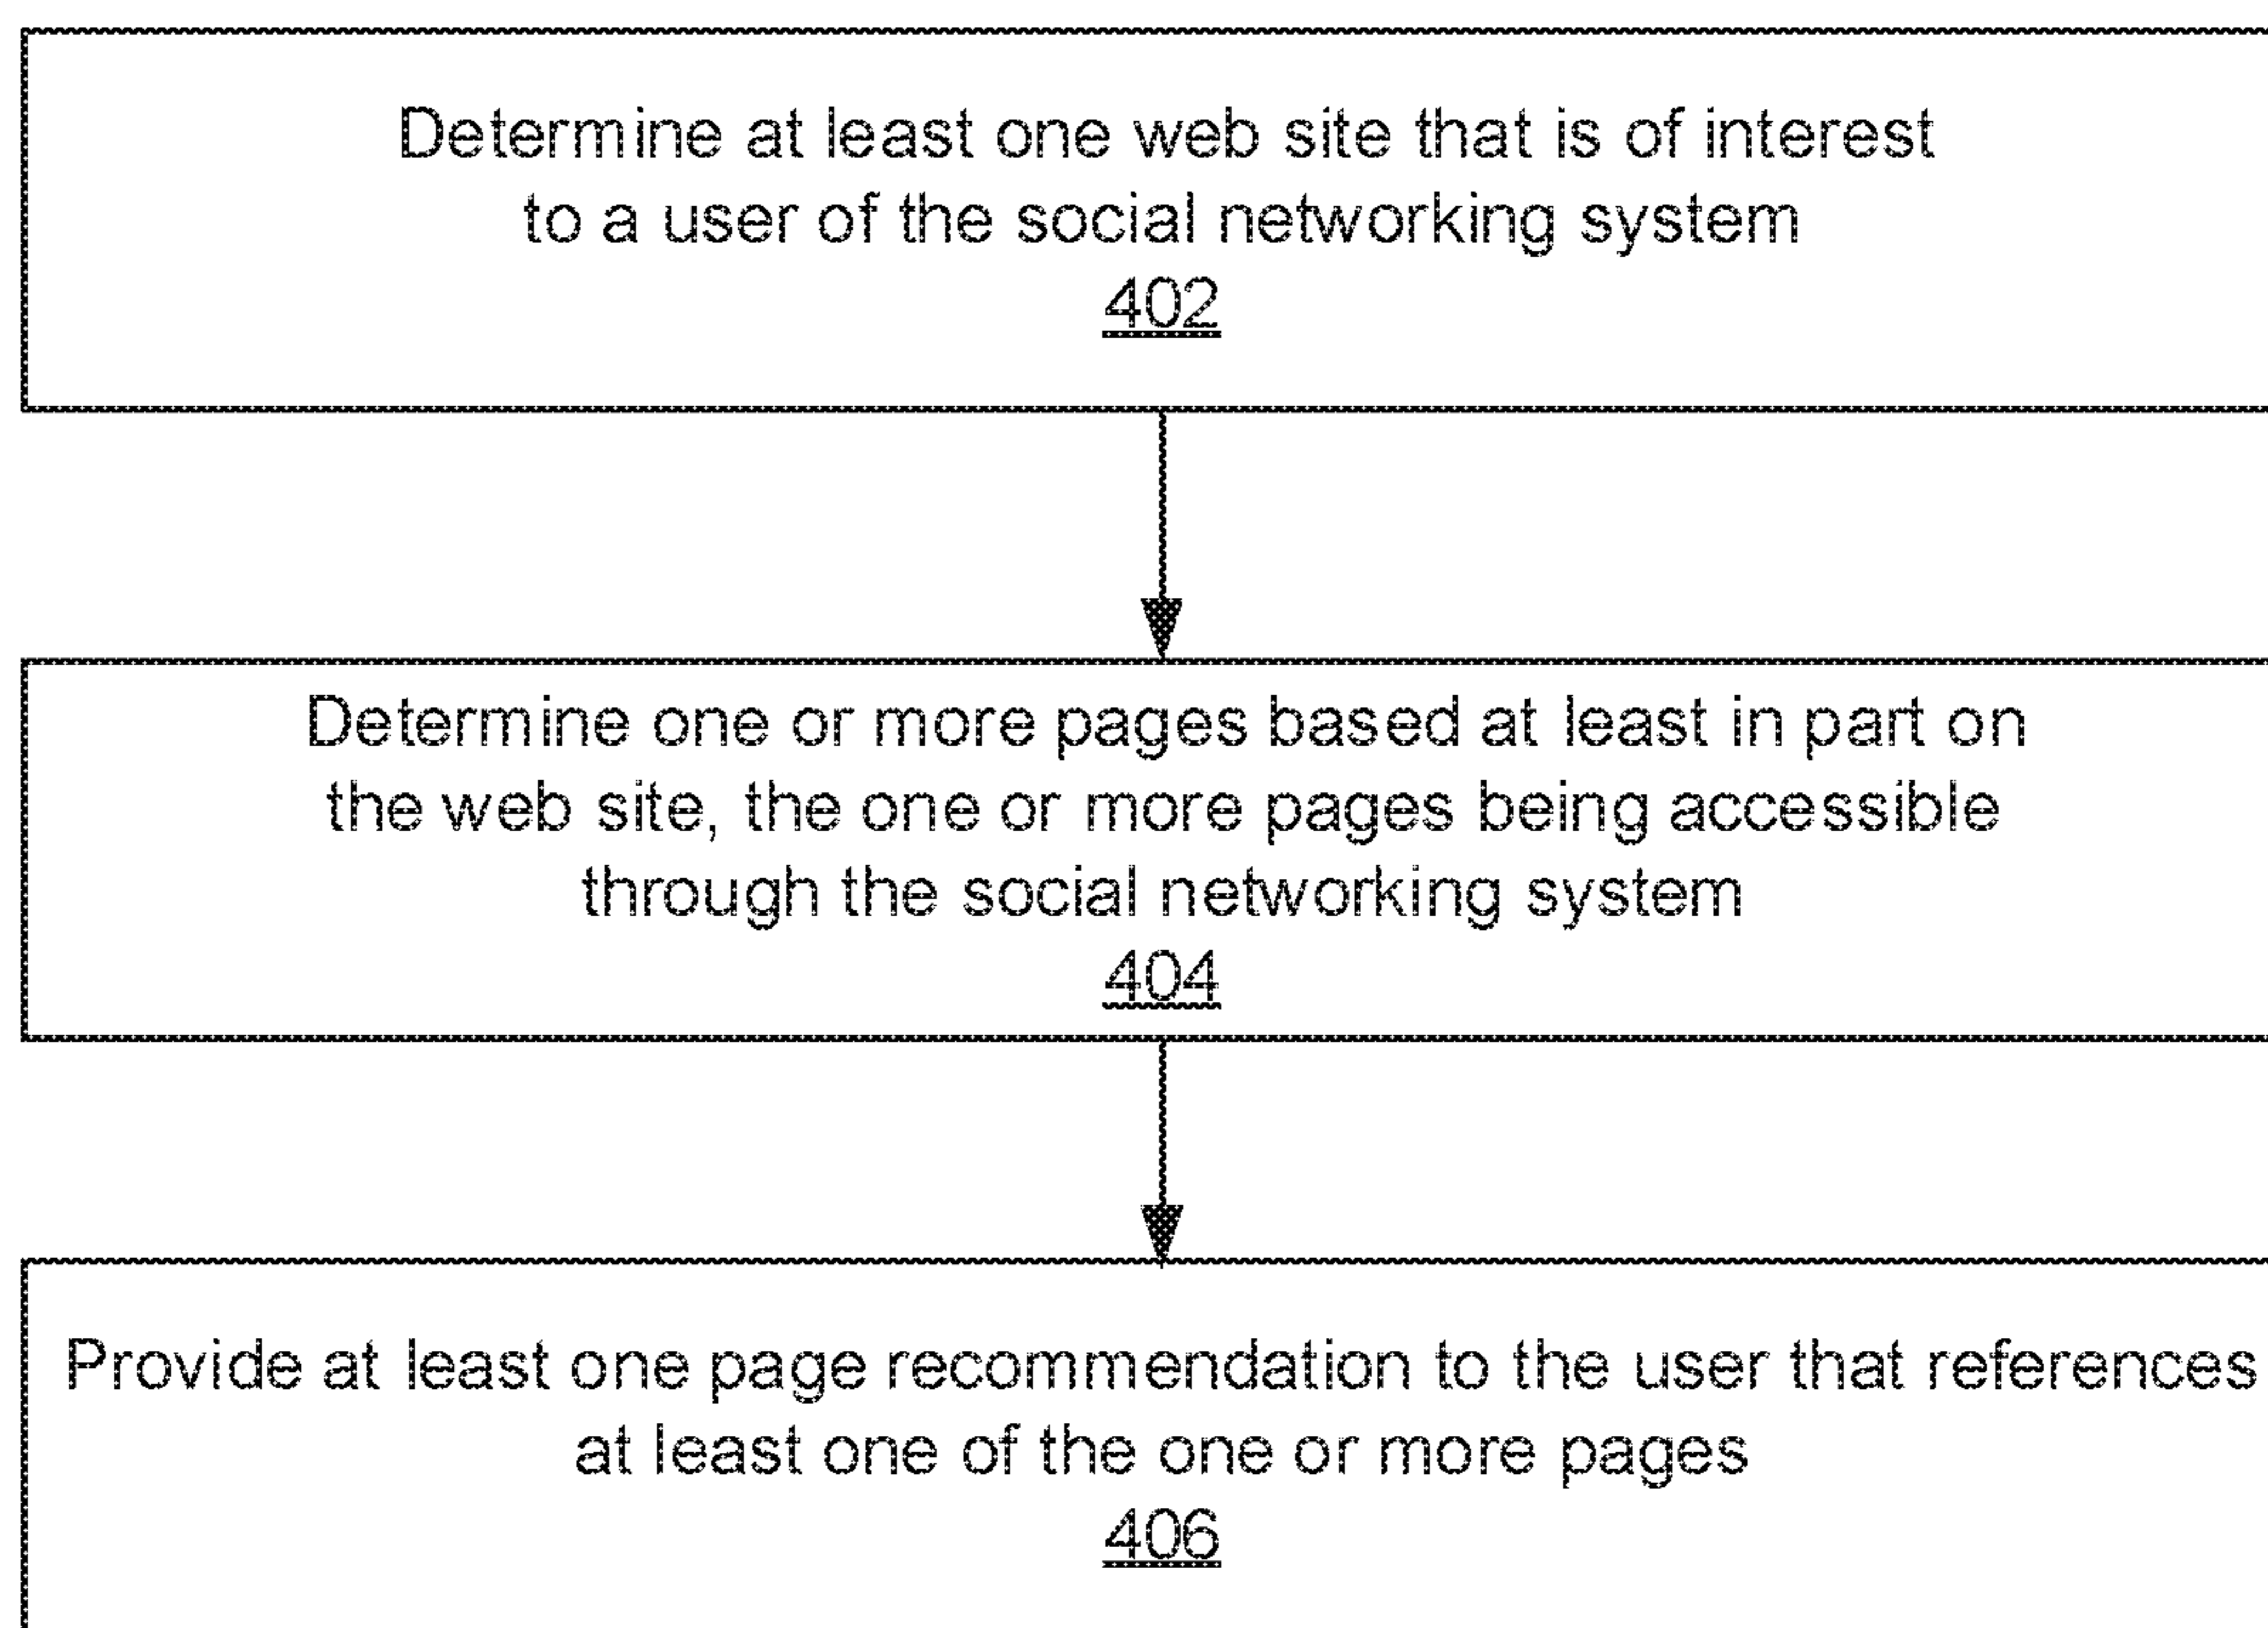 Determine at least one web site that is of interest
to a user of the social networking system
402
Determine one or more pages based at least in part on
the web site, the one or more pages being accessible
through the social networking system
404
Provide at least one page recommendation to the user that references
at least one of the one or more pages
406